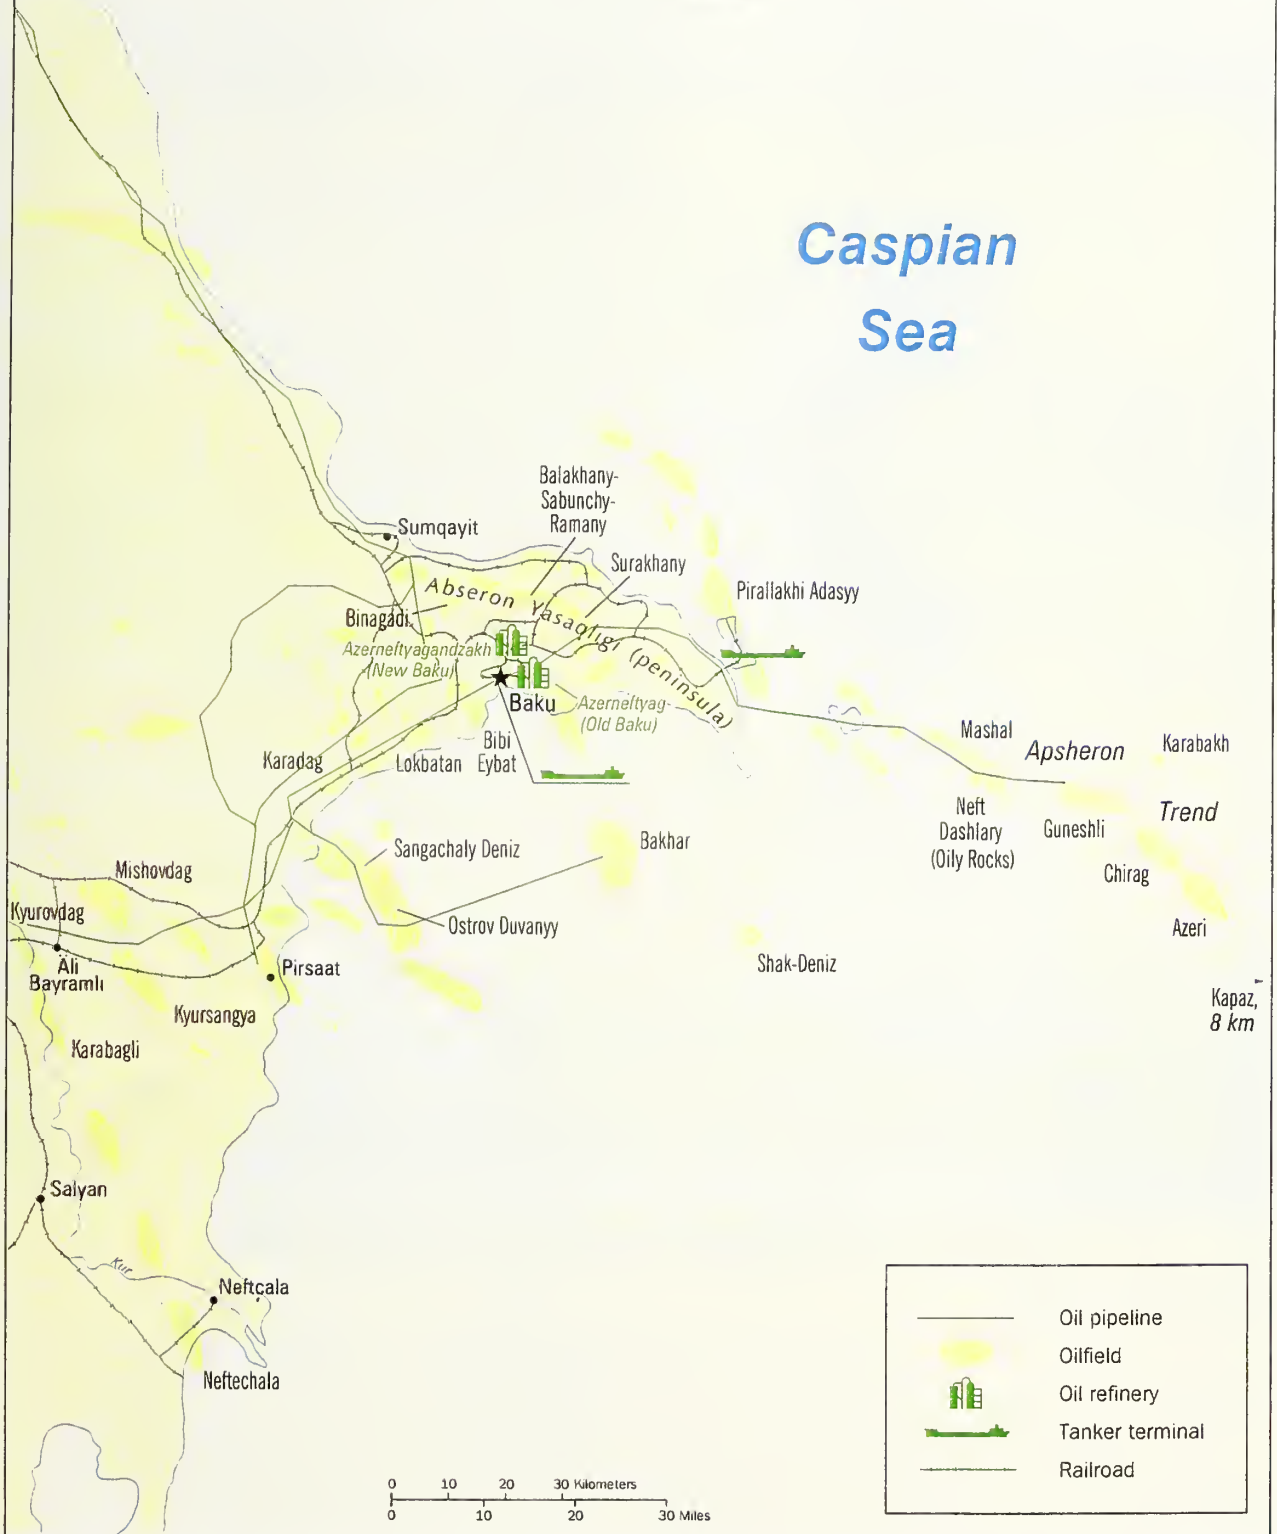 Caspian
Sea
Balakhany-
Sabunchy-
Ramany
Sumqayit
Surakhany
Abseron Yasaqligi (peninsula)
Pirallakhi Adasyy
Binagadi
Azerneftyagandzakh
(New Baku)
Baku
Azerneftyag-
(Old Baku)
Mashal
Apsheron
Karabakh
Bibi
Eybat
Karadag
Lokbatan
Neft
Dashlary
(Oily Rocks)
Trend
Guneshli
Sangachaly Deniz
Bakhar
Chirag
Mishovdag
Kyurovdag
Ostrov Duvanyy
Azeri
Shak-Deniz
Äli
Bayramlı
Pirsaat
Kapaz,
8 km
Kyursangya
Karabagli
Salyan
Kur
Neftçala
Neftechala
Oil pipeline
Oilfield
Oil refinery
Tanker terminal
Railroad
0 10 20 30 Kilometers
0 10 20 30 Miles